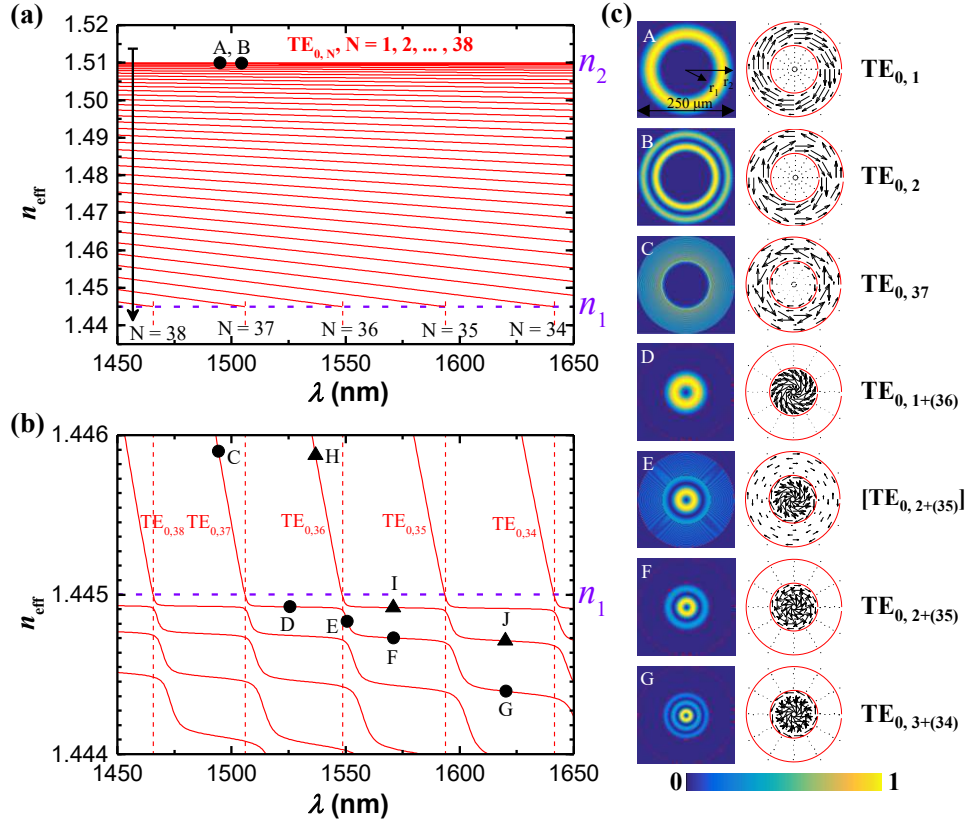 (a)
1.52
1.51
1.50
1.49
1.48
1.47
1.46
1.45
1.44
n_eff
A, B
TE_{0, N}, N = 1, 2, ... , 38
n_2
n_1
N = 38
N = 37
N = 36
N = 35
N = 34
1450 1500 1550 1600 1650
λ (nm)
(b)
1.446
1.445
1.444
n_eff
C
H
TE_{0,38}
TE_{0,37}
TE_{0,36}
TE_{0,35}
TE_{0,34}
n_1
I
D
E
F
J
G
1450 1500 1550 1600 1650
λ (nm)
(c)
A
r_1
r_2
250 μm
TE_{0, 1}
B
TE_{0, 2}
C
TE_{0, 37}
D
TE_{0, 1+(36)}
E
[TE_{0, 2+(35)}]
F
TE_{0, 2+(35)}
G
TE_{0, 3+(34)}
0 1